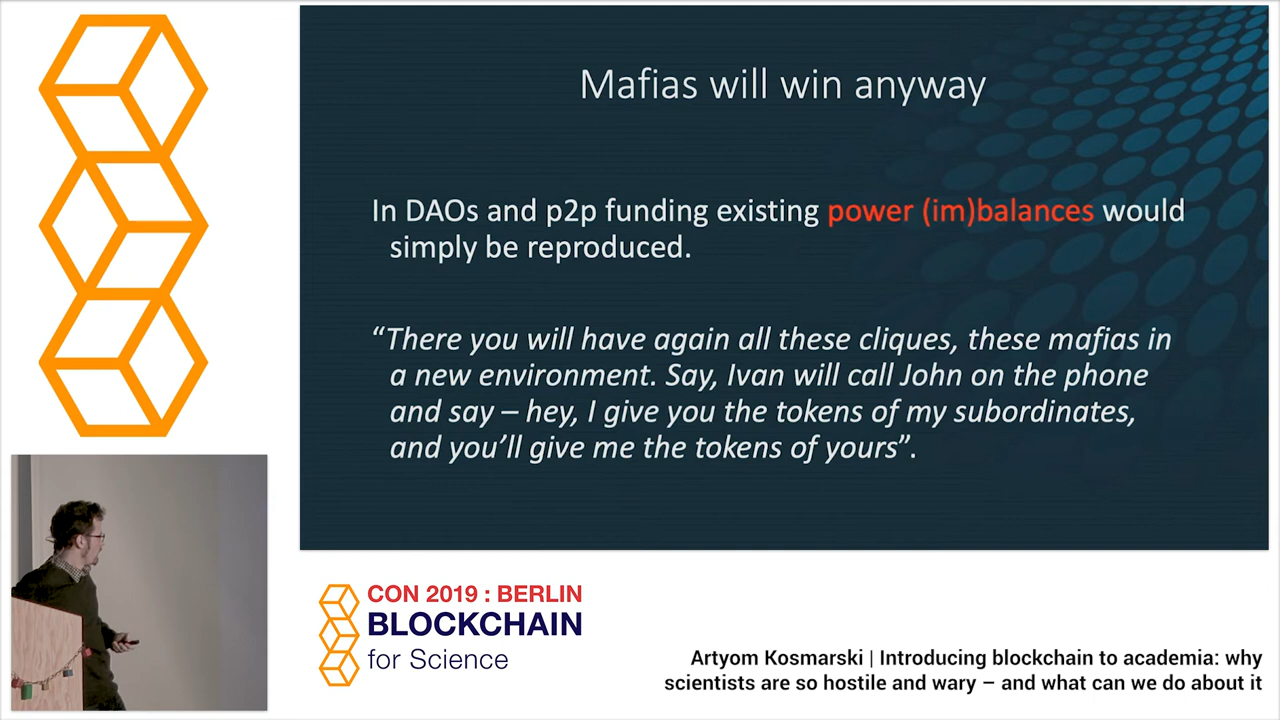 Mafias will win anyway
In DAOs and p2p funding existing power (im)balances would
simply be reproduced.
“There you will have again all these cliques, these mafias in
a new environment. Say, Ivan will call John on the phone
and say – hey, I give you the tokens of my subordinates,
and you’ll give me the tokens of yours”.
CON 2019 : BERLIN
BLOCKCHAIN
for Science
Artyom Kosmarski | Introducing blockchain to academia: why
scientists are so hostile and wary – and what can we do about it